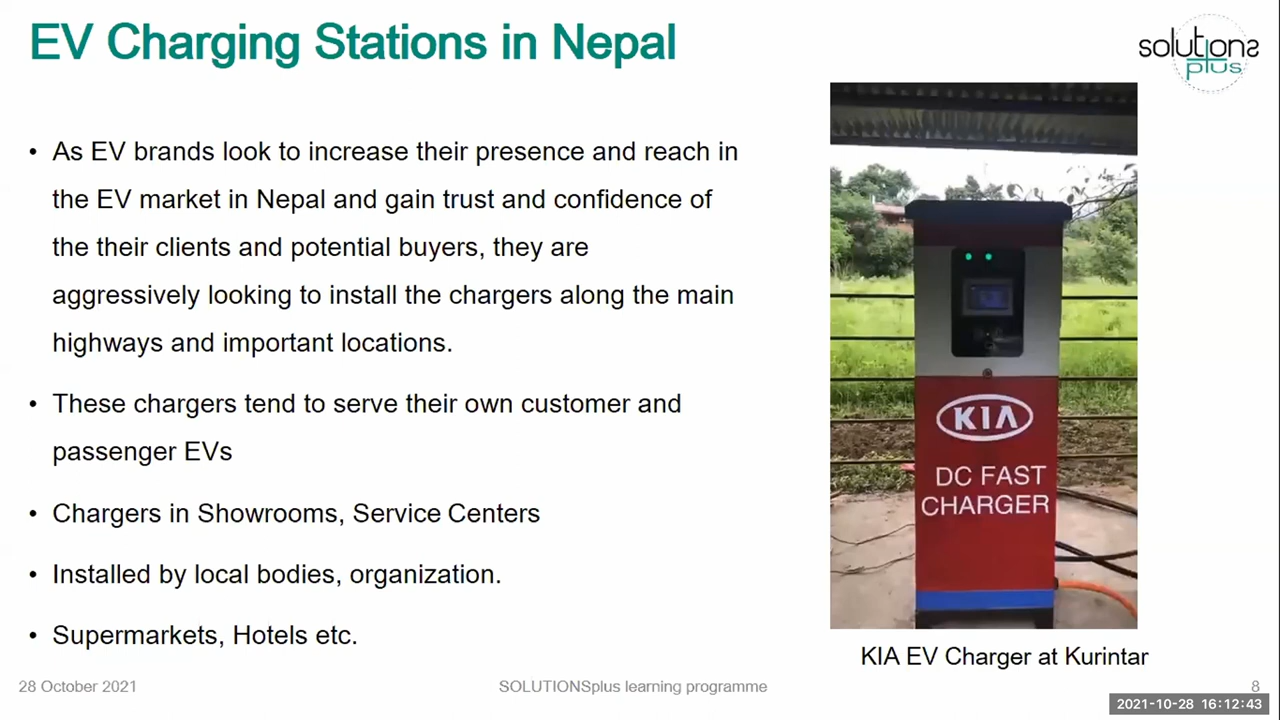 EV Charging Stations in Nepal
solutions
plus
• As EV brands look to increase their presence and reach in
the EV market in Nepal and gain trust and confidence of
the their clients and potential buyers, they are
aggressively looking to install the chargers along the main
highways and important locations.
• These chargers tend to serve their own customer and
passenger EVs
• Chargers in Showrooms, Service Centers
• Installed by local bodies, organization.
• Supermarkets, Hotels etc.
KIA
DC FAST
CHARGER
KIA EV Charger at Kurintar
28 October 2021
SOLUTIONSplus learning programme
8
2021-10-28 16:12:43